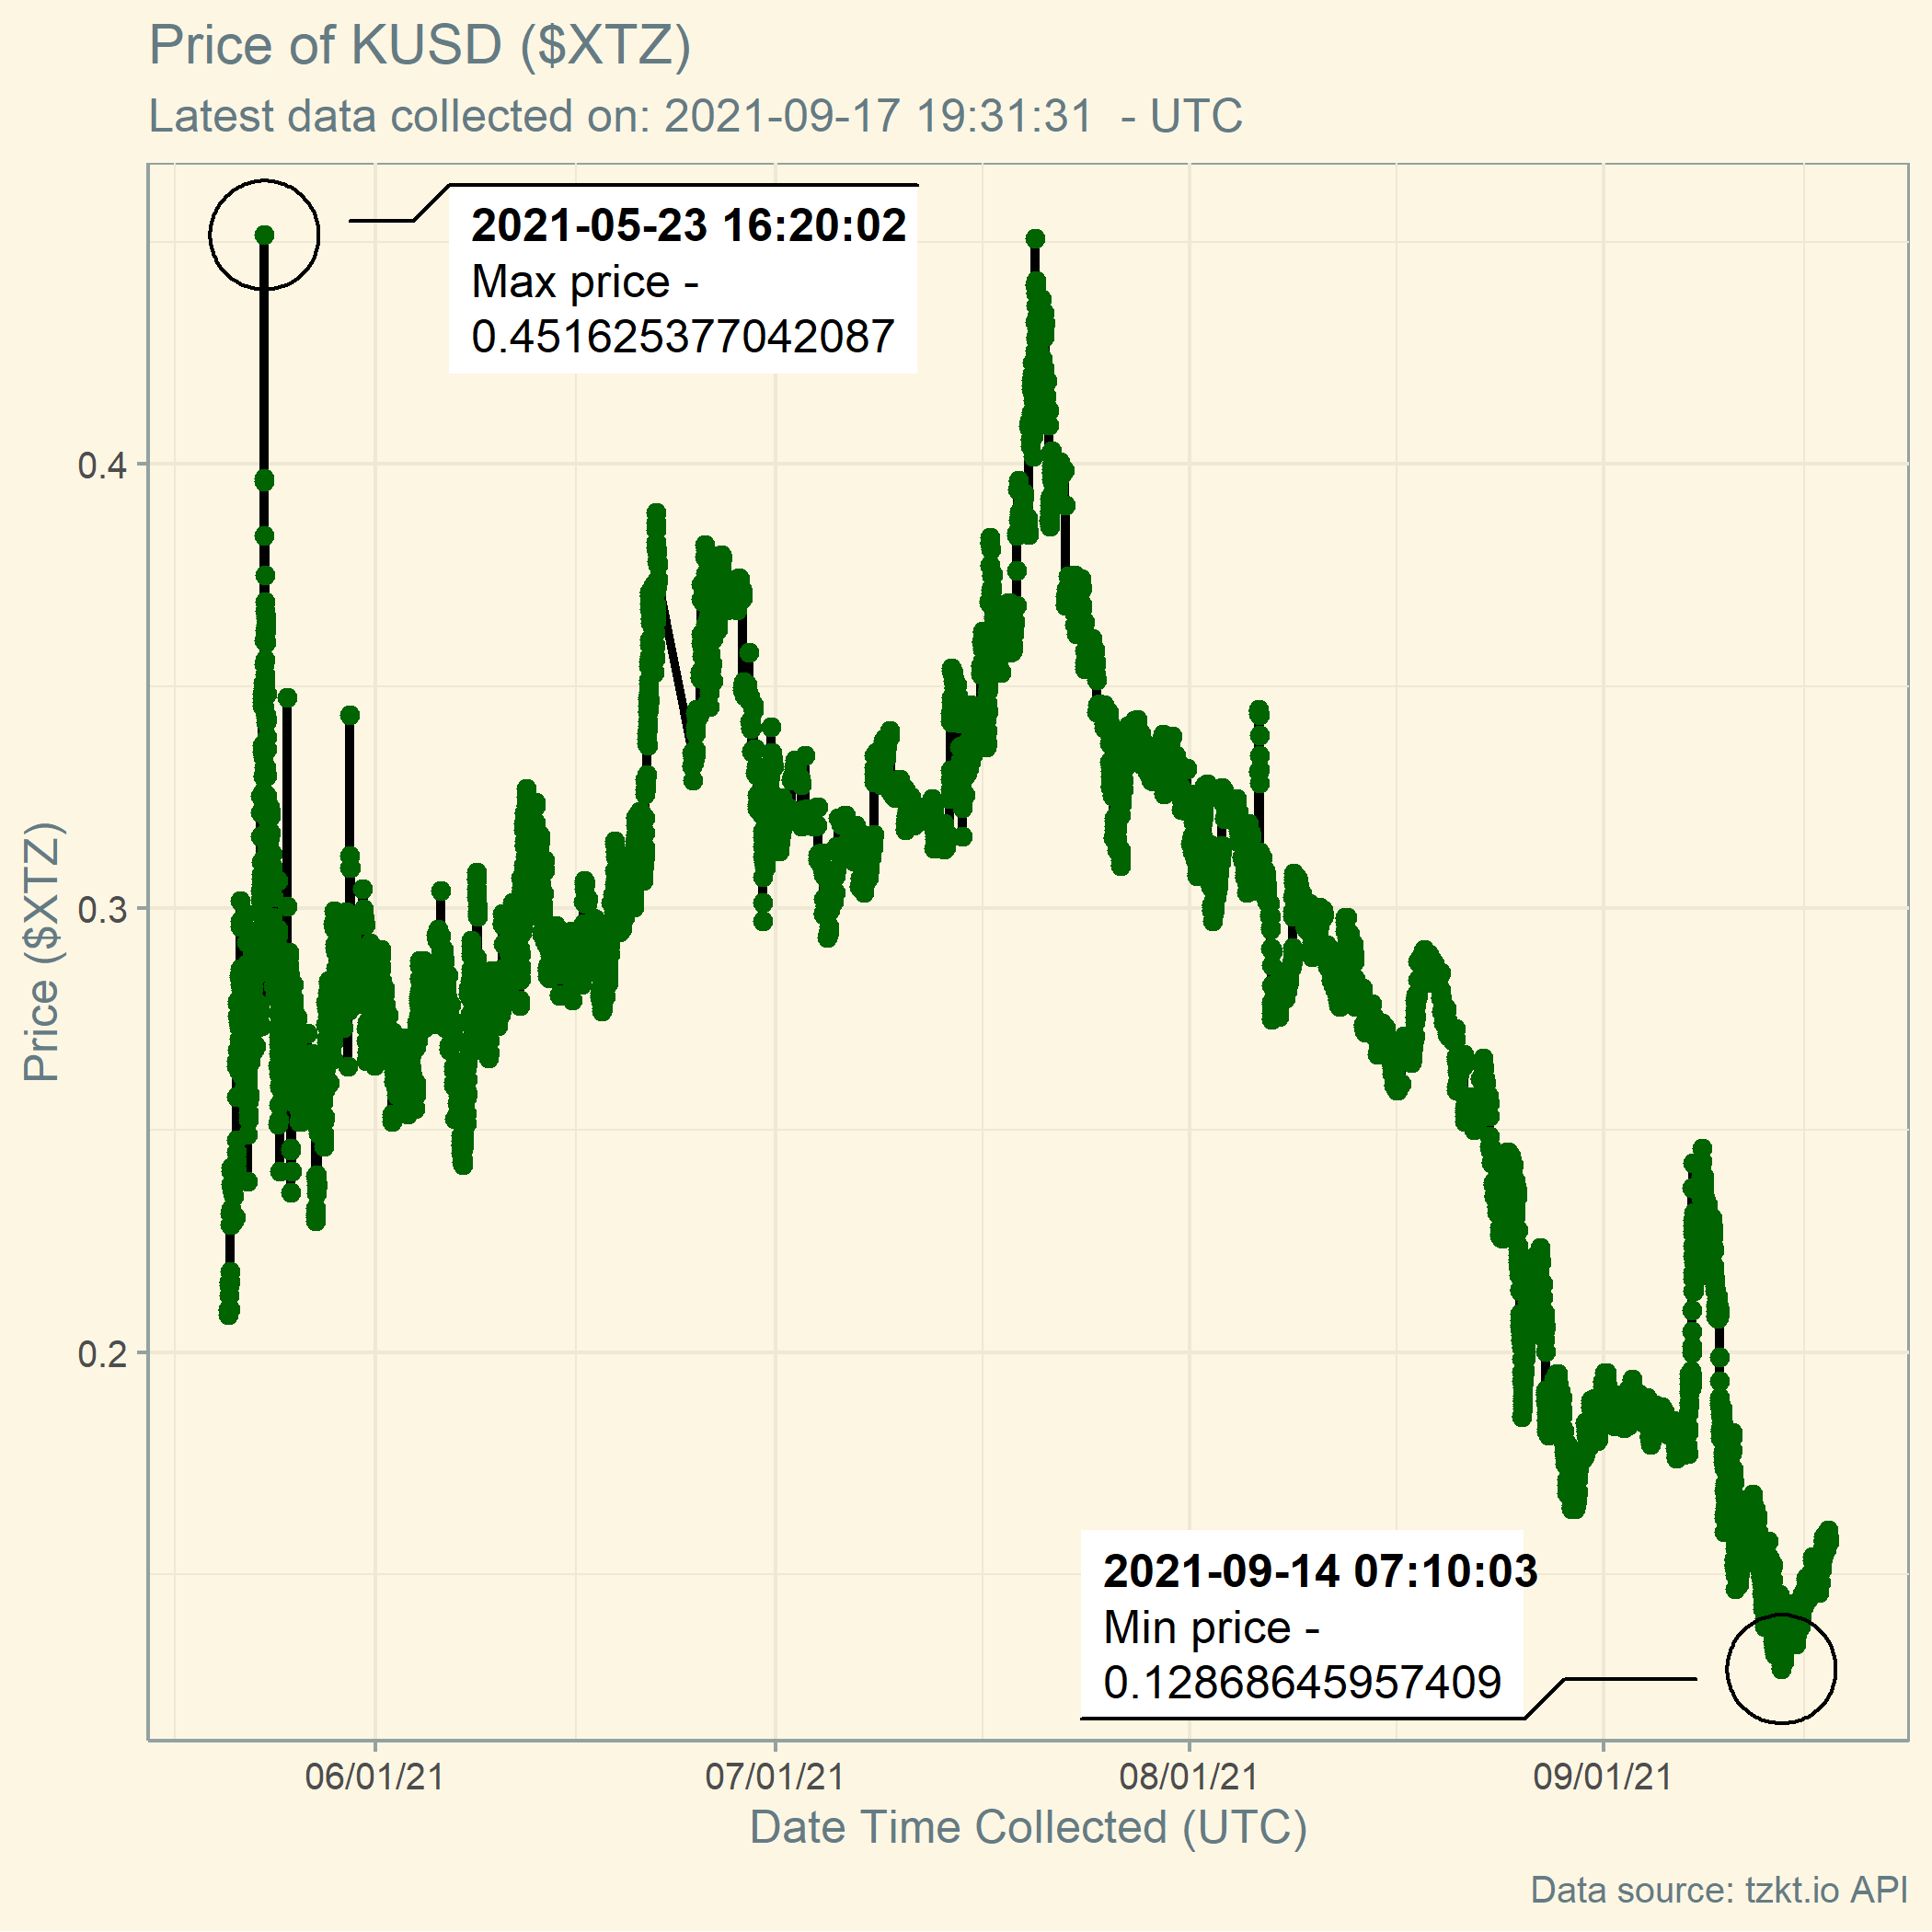 Price of KUSD ($XTZ)
Latest data collected on: 2021-09-17 19:31:31  - UTC
2021-05-23 16:20:02
Max price -
0.451625377042087
0.4
0.3
0.2
Price ($XTZ)
2021-09-14 07:10:03
Min price -
0.12868645957409
06/01/21
07/01/21
08/01/21
09/01/21
Date Time Collected (UTC)
Data source: tzkt.io API